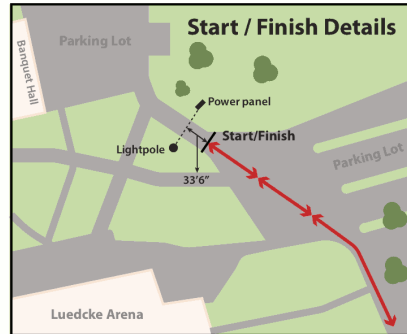 Start / Finish Details
Parking Lot
Banquet Hall
Power panel
Start/Finish
Lightpole
33'6"
Parking Lot
Luedcke Arena